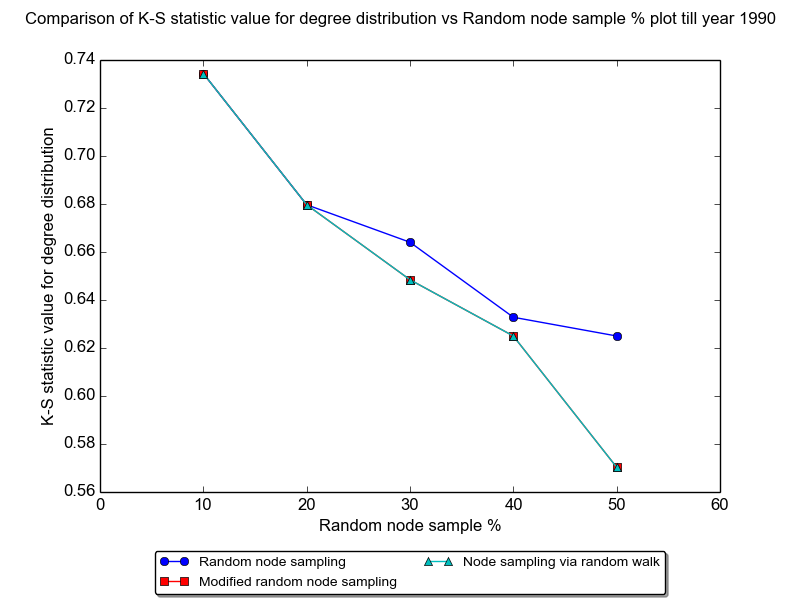 Comparison of K-S statistic value for degree distribution vs Random node sample % plot till year 1990
0.74
0.72
0.70
0.68
0.66
0.64
0.62
0.60
0.58
0.56
K-S statistic value for degree distribution
0 10 20 30 40 50 60
Random node sample %
Random node sampling Node sampling via random walk
Modified random node sampling